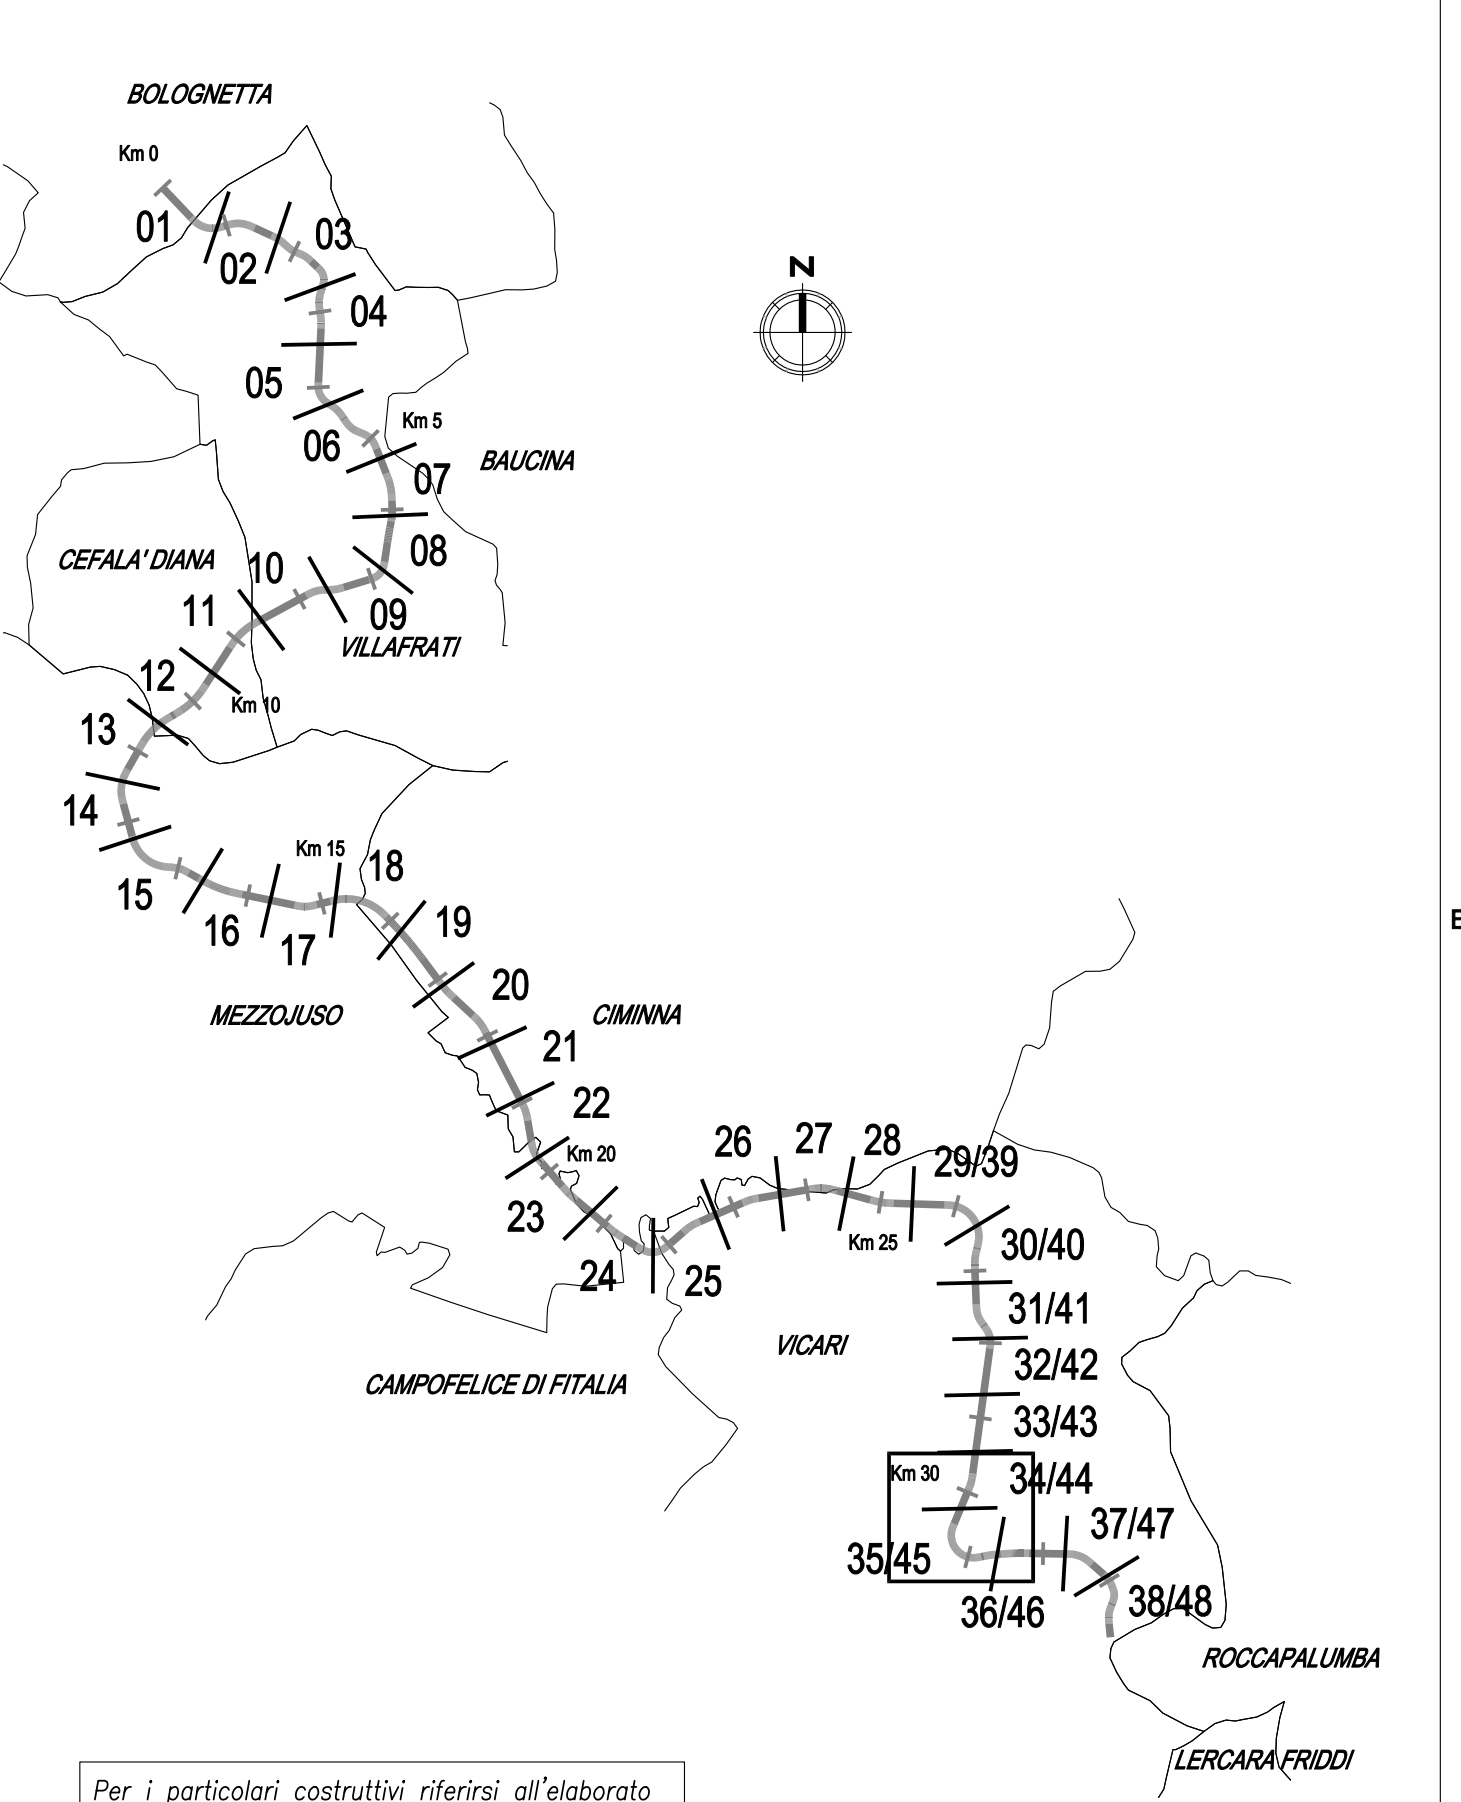 BOLOGNETTA
Km 0
01
02
03
N
04
05
Km 5
06
BAUCINA
07
08
CEFALA' DIANA
10
09
11
VILLAFRATI
12
Km 10
13
14
Km 15
18
15
16
17
19
E
20
MEZZOJUSO
CIMINNA
21
22
26
27
28
Km 20
29/39
23
Km 25
30/40
24
25
31/41
VICARI
32/42
CAMPOFELICE DI FITALIA
33/43
Km 30
34/44
37/47
35/45
38/48
36/46
ROCCAPALUMBA
LERCARA FRIDDI
Per i particolari costruttivi riferirsi all'elaborato